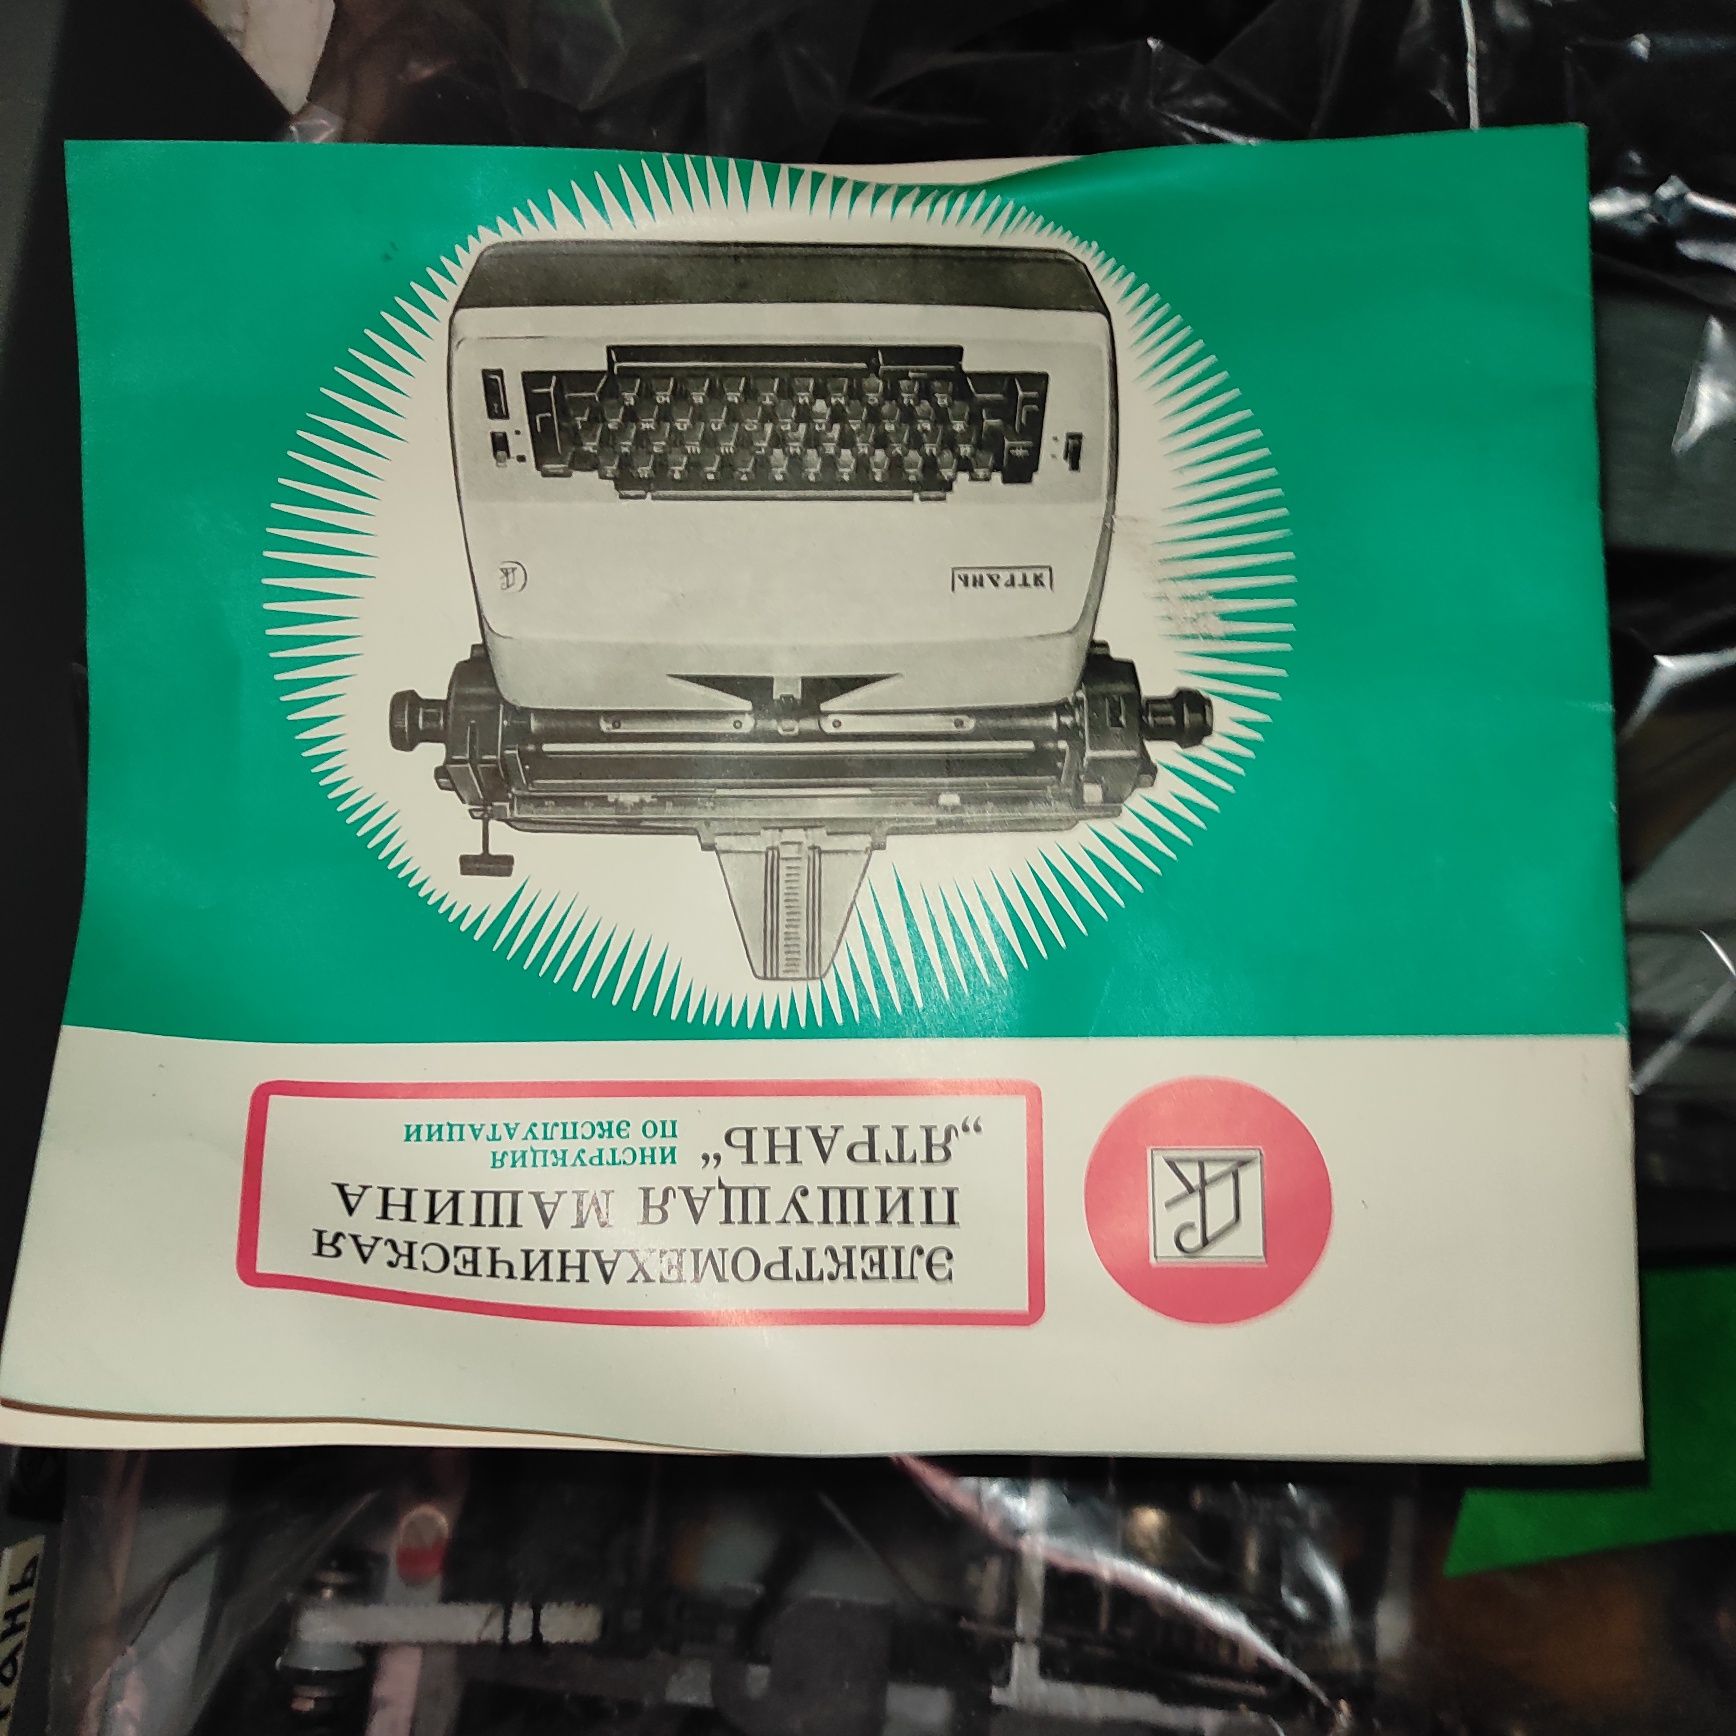 ЭЛЕКТРОМЕХАНИЧЕСКАЯ
ПИШУЩАЯ МАШИНА
„ЯТРАНЬ“
ИНСТРУКЦИЯ
ПО ЭКСПЛУАТАЦИИ
ЯТРАНЬ